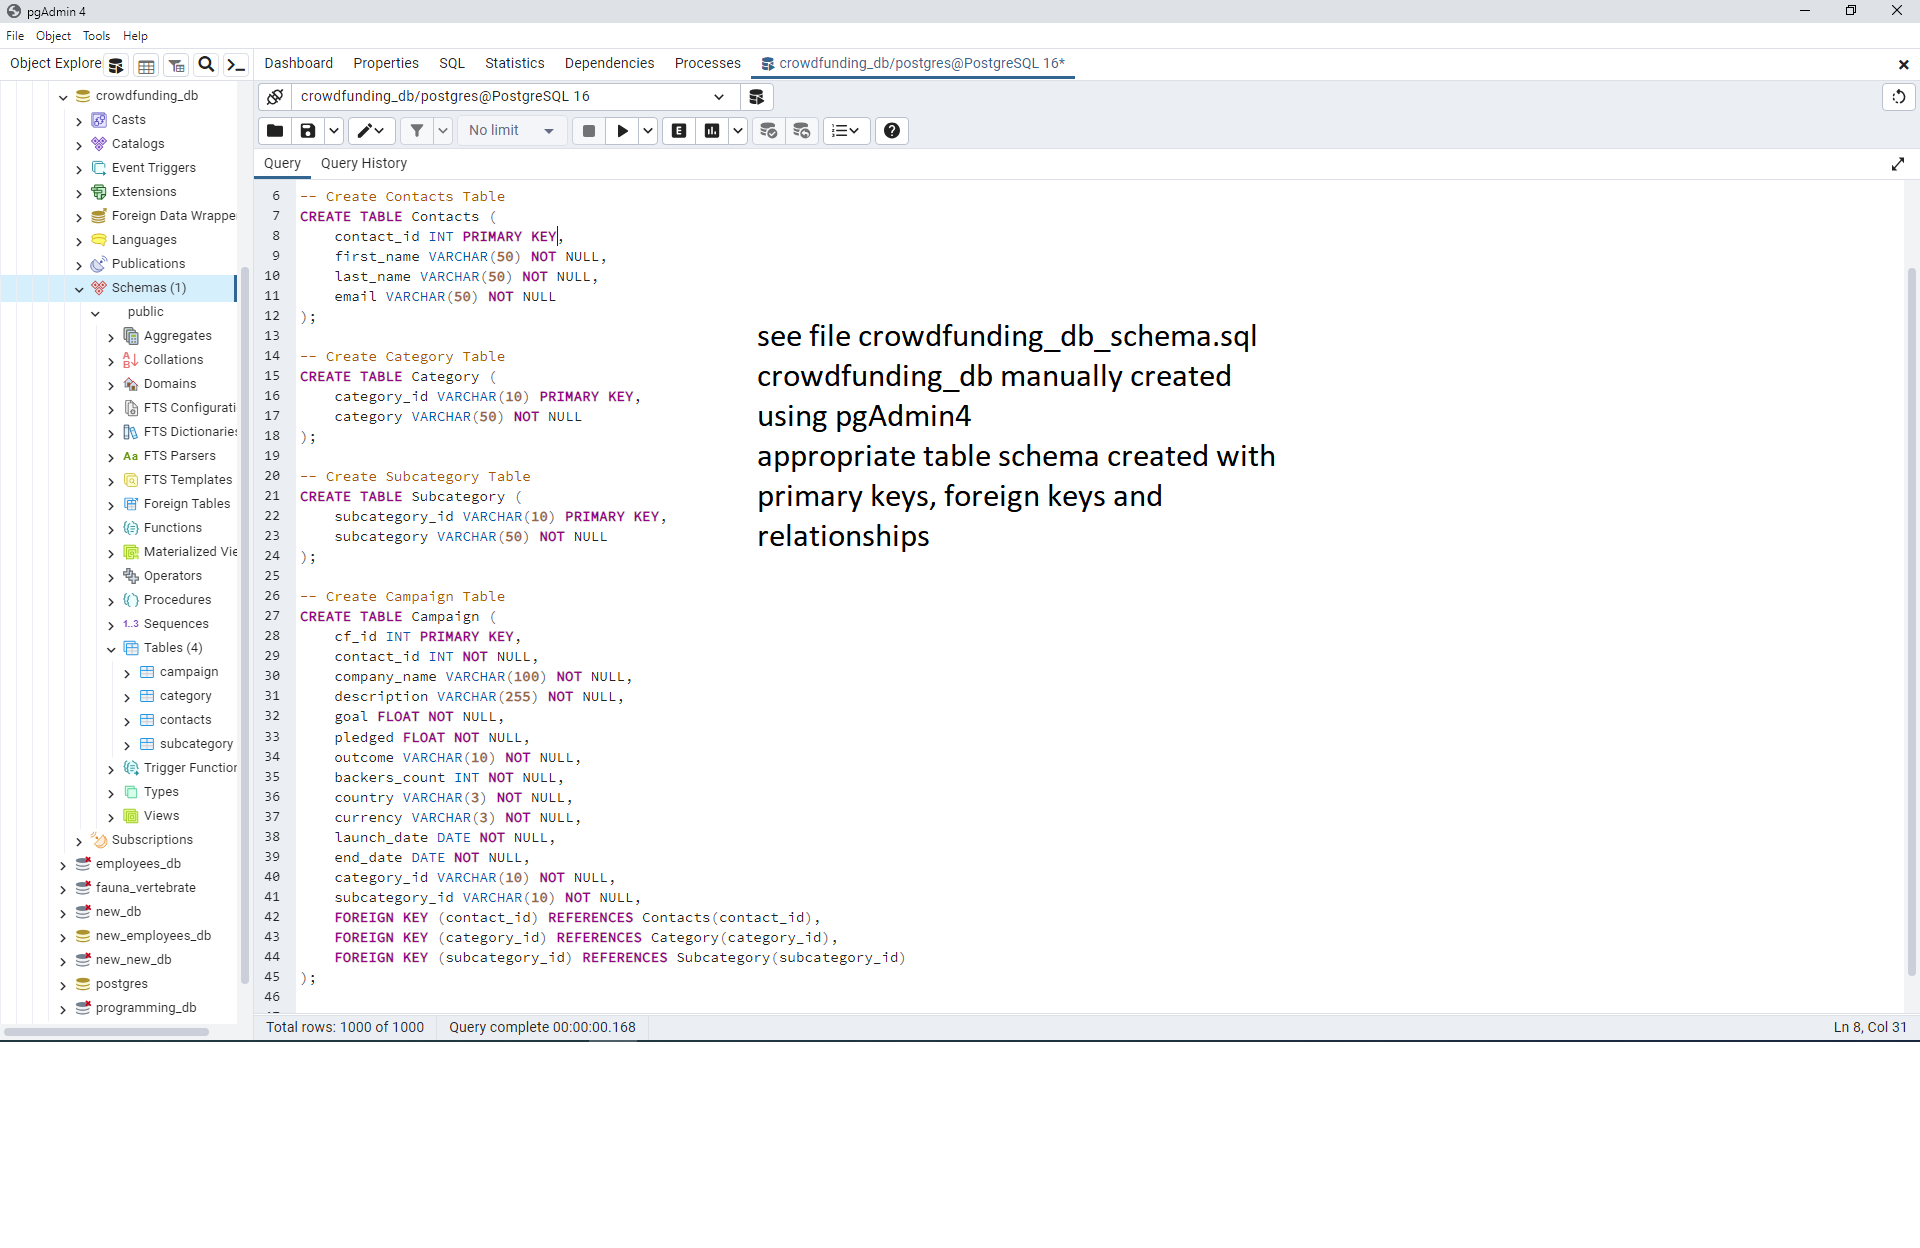 pgAdmin 4
File Object Tools Help
Object Explore
Dashboard Properties SQL Statistics Dependencies Processes crowdfunding_db/postgres@PostgreSQL 16*
crowdfunding_db/postgres@PostgreSQL 16
No limit
Query Query History
crowdfunding_db
Casts
Catalogs
Event Triggers
Extensions
Foreign Data Wrappe
Languages
Publications
Schemas (1)
public
Aggregates
Collations
Domains
FTS Configurati
FTS Dictionaries
FTS Parsers
FTS Templates
Foreign Tables
Functions
Materialized Vie
Operators
Procedures
1..3 Sequences
Tables (4)
campaign
category
contacts
subcategory
Trigger Function
Types
Views
Subscriptions
employees_db
fauna_vertebrate
new_db
new_employees_db
new_new_db
postgres
programming_db
6 -- Create Contacts Table
7 CREATE TABLE Contacts (
8 contact_id INT PRIMARY KEY,
9 first_name VARCHAR(50) NOT NULL,
10 last_name VARCHAR(50) NOT NULL,
11 email VARCHAR(50) NOT NULL
12 );
13
14 -- Create Category Table
15 CREATE TABLE Category (
16 category_id VARCHAR(10) PRIMARY KEY,
17 category VARCHAR(50) NOT NULL
18 );
19
20 -- Create Subcategory Table
21 CREATE TABLE Subcategory (
22 subcategory_id VARCHAR(10) PRIMARY KEY,
23 subcategory VARCHAR(50) NOT NULL
24 );
25
26 -- Create Campaign Table
27 CREATE TABLE Campaign (
28 cf_id INT PRIMARY KEY,
29 contact_id INT NOT NULL,
30 company_name VARCHAR(100) NOT NULL,
31 description VARCHAR(255) NOT NULL,
32 goal FLOAT NOT NULL,
33 pledged FLOAT NOT NULL,
34 outcome VARCHAR(10) NOT NULL,
35 backers_count INT NOT NULL,
36 country VARCHAR(3) NOT NULL,
37 currency VARCHAR(3) NOT NULL,
38 launch_date DATE NOT NULL,
39 end_date DATE NOT NULL,
40 category_id VARCHAR(10) NOT NULL,
41 subcategory_id VARCHAR(10) NOT NULL,
42 FOREIGN KEY (contact_id) REFERENCES Contacts(contact_id),
43 FOREIGN KEY (category_id) REFERENCES Category(category_id),
44 FOREIGN KEY (subcategory_id) REFERENCES Subcategory(subcategory_id)
45 );
46
see file crowdfunding_db_schema.sql
crowdfunding_db manually created
using pgAdmin4
appropriate table schema created with
primary keys, foreign keys and
relationships
Total rows: 1000 of 1000 Query complete 00:00:00.168 Ln 8, Col 31